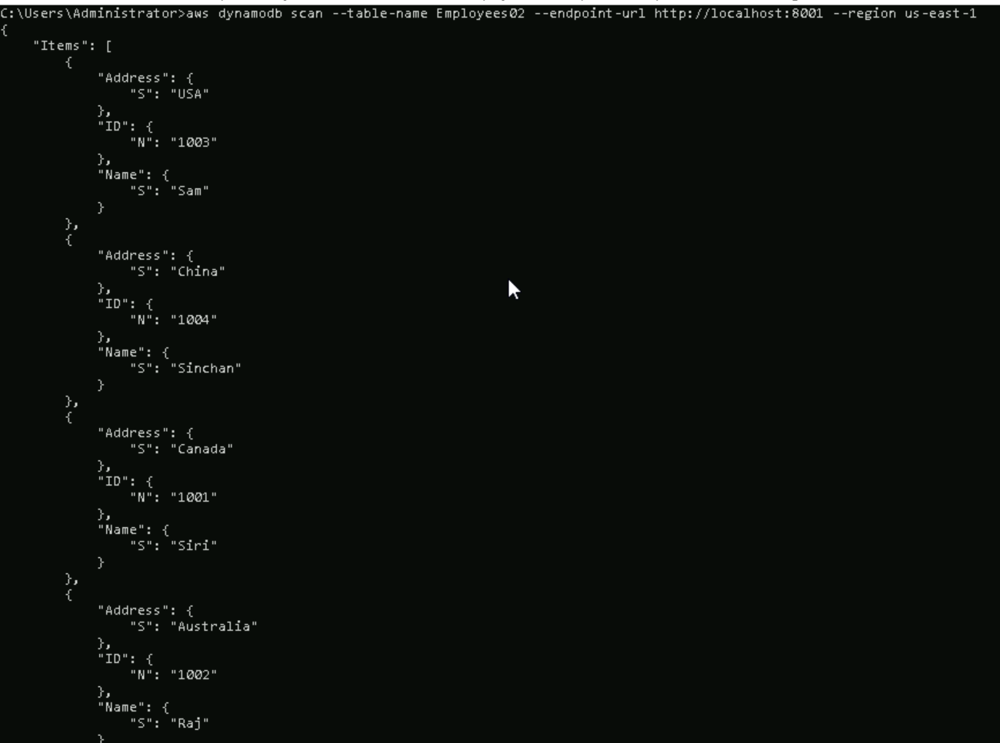 C:\Users\Administrator>aws dynamodb scan --table-name Employees02 --endpoint-url http://localhost:8001 --region us-east-1
{
    "Items": [
        {
            "Address": {
                "S": "USA"
            },
            "ID": {
                "N": "1003"
            },
            "Name": {
                "S": "Sam"
            }
        },
        {
            "Address": {
                "S": "China"
            },
            "ID": {
                "N": "1004"
            },
            "Name": {
                "S": "Sinchan"
            }
        },
        {
            "Address": {
                "S": "Canada"
            },
            "ID": {
                "N": "1001"
            },
            "Name": {
                "S": "Siri"
            }
        },
        {
            "Address": {
                "S": "Australia"
            },
            "ID": {
                "N": "1002"
            },
            "Name": {
                "S": "Raj"
            }